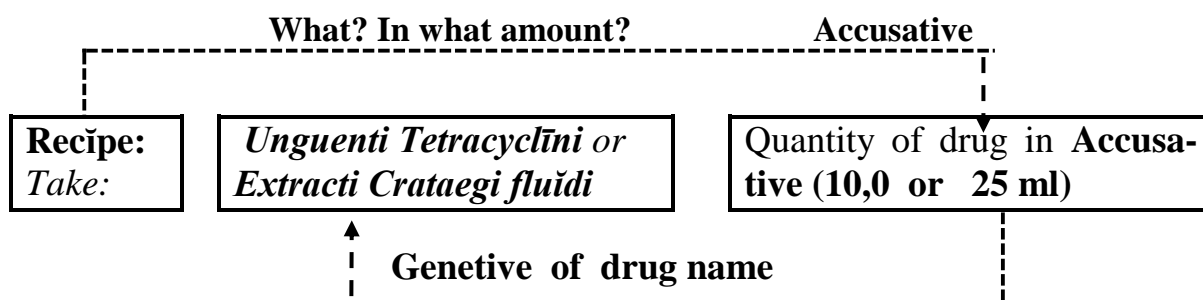 What? In what amount? Accusative
Recĭpe: Unguenti Tetracyclīni or Quantity of drug in Accusa-
Take: Extracti Crataegi fluĭdi tive (10,0 or 25 ml)
Genetive of drug name